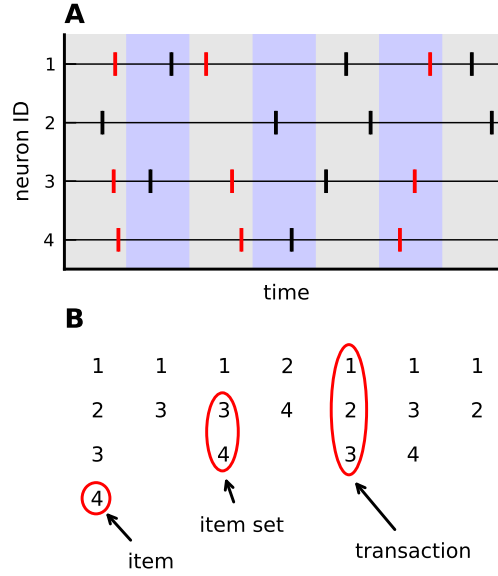 A
neuron ID
1
2
3
4
time
B
1 1 1 2 1 1 1
2 3 3 4 2 3 2
3 4 3 4
4
item set
transaction
item